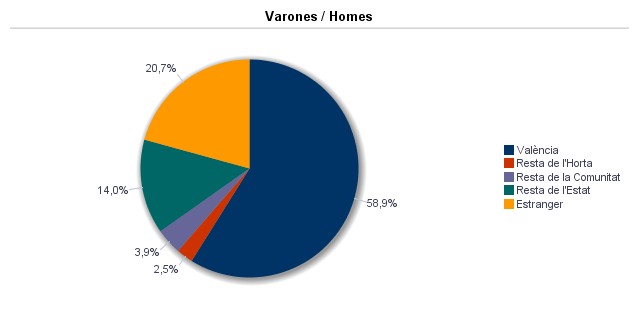 Varones / Homes
20,7%
14,0%
3,9%
2,5%
58,9%
València
Resta de l'Horta
Resta de la Comunitat
Resta de l'Estat
Estranger